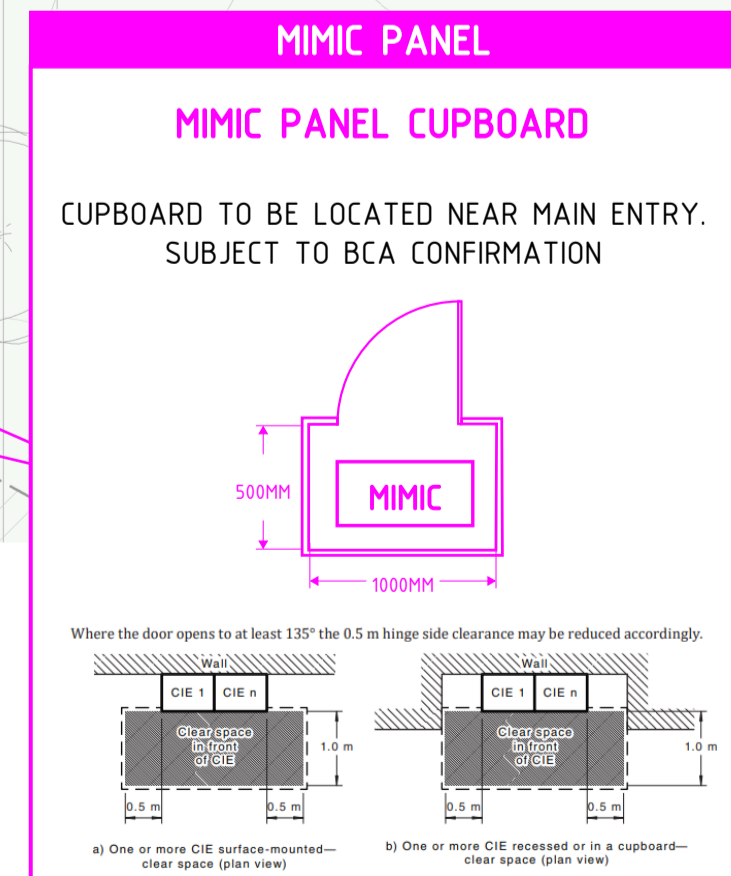 MIMIC PANEL
MIMIC PANEL CUPBOARD
CUPBOARD TO BE LOCATED NEAR MAIN ENTRY.
SUBJECT TO BCA CONFIRMATION
500MM
MIMIC
1000MM
Where the door opens to at least 135° the 0.5 m hinge side clearance may be reduced accordingly.
Wall
CIE 1 CIE n
Clear space
in front
of CIE
1.0 m
0.5 m 0.5 m
a) One or more CIE surface-mounted—
clear space (plan view)
Wall
CIE 1 CIE n
Clear space
in front
of CIE
1.0 m
0.5 m 0.5 m
b) One or more CIE recessed or in a cupboard—
clear space (plan view)